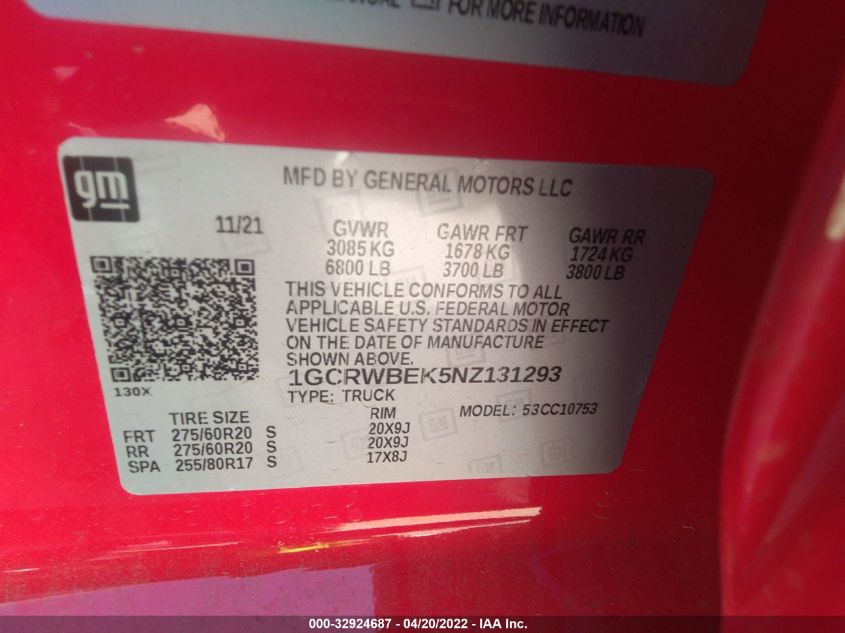 FOR MORE INFORMATION
gm
MFD BY GENERAL MOTORS LLC
11/21
GVWR GAWR FRT GAWR RR
3085 KG 1678 KG 1724 KG
6800 LB 3700 LB 3800 LB
THIS VEHICLE CONFORMS TO ALL
APPLICABLE U.S. FEDERAL MOTOR
VEHICLE SAFETY STANDARDS IN EFFECT
ON THE DATE OF MANUFACTURE
SHOWN ABOVE.
1GCRWBEK5NZ131293
130X
TYPE: TRUCK
TIRE SIZE RIM MODEL: 53CC10753
FRT 275/60R20 S 20X9J
RR 275/60R20 S 20X9J
SPA 255/80R17 S 17X8J
000-32924687 - 04/20/2022 - IAA Inc.